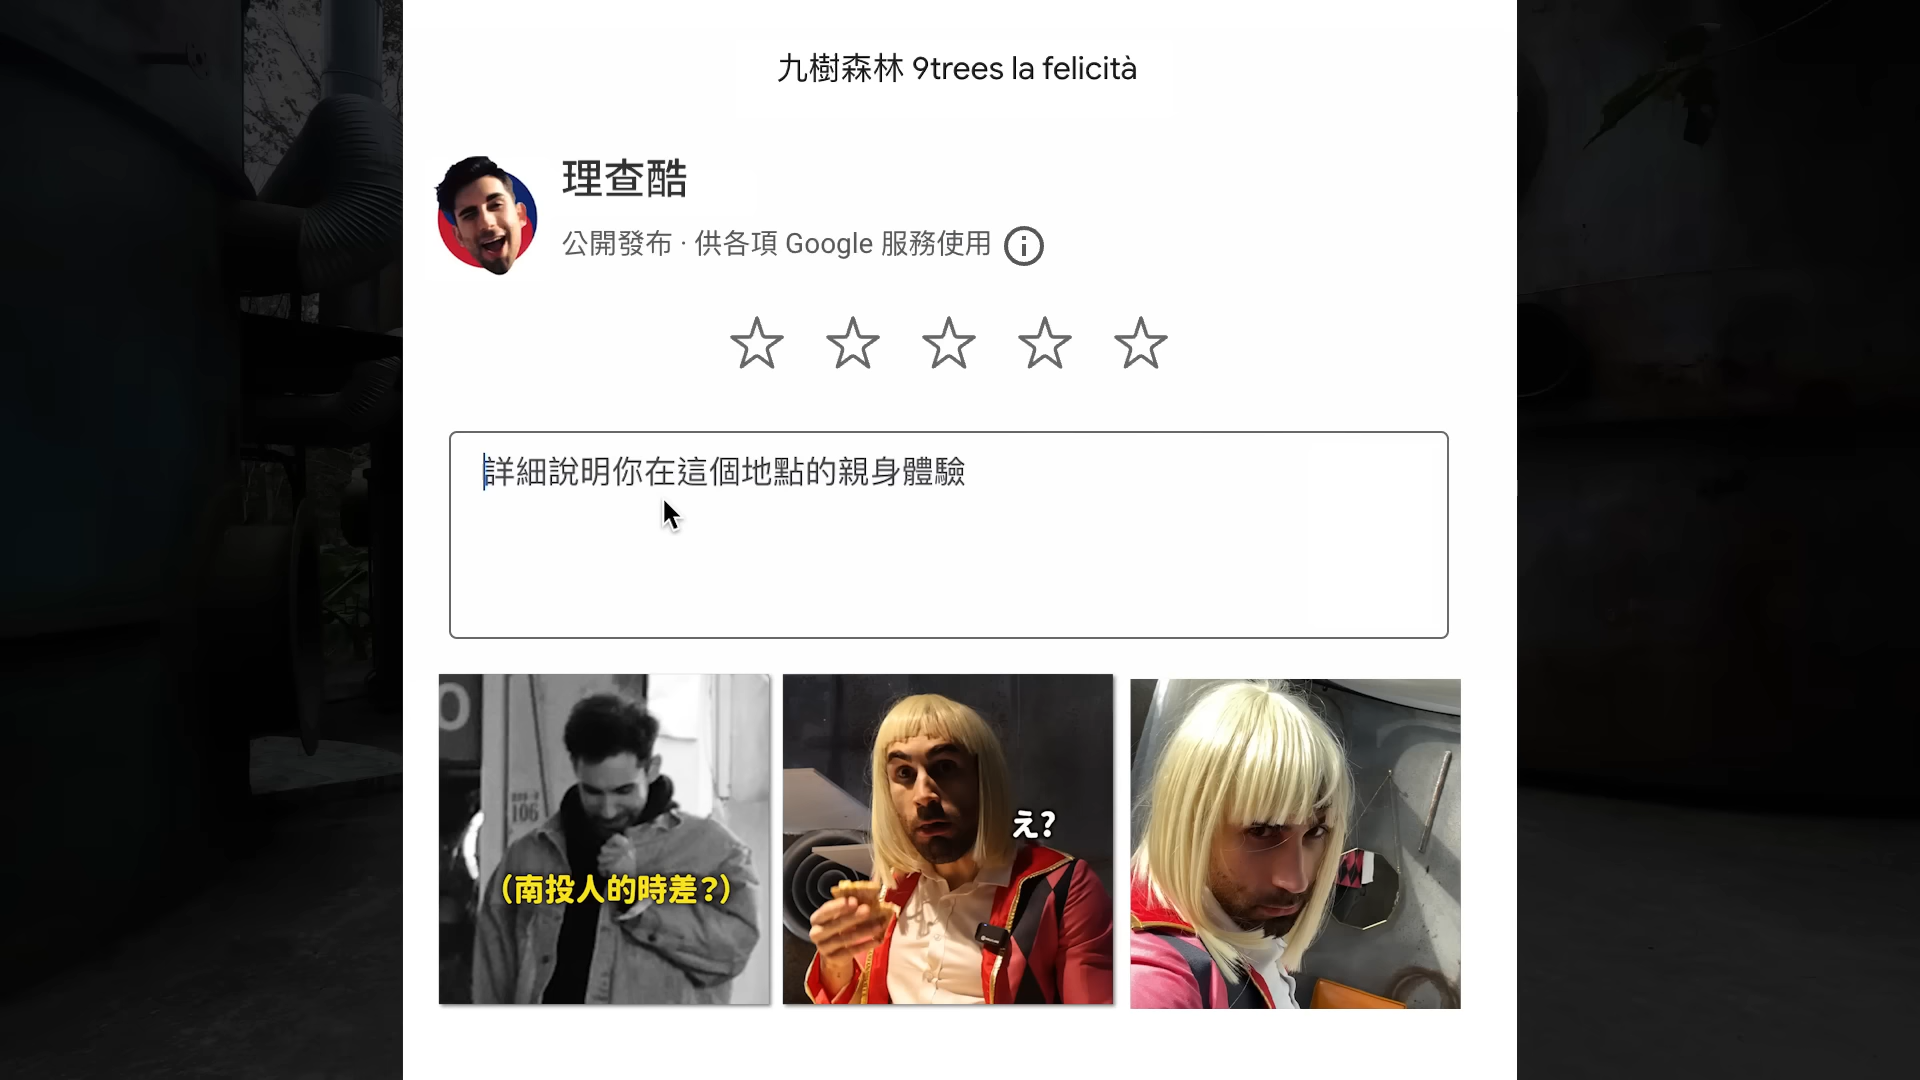 九樹森林 9trees la felicità
理查酷
公開發布 · 供各項 Google 服務使用
詳細說明你在這個地點的親身體驗
106
（南投人的時差？）
え？